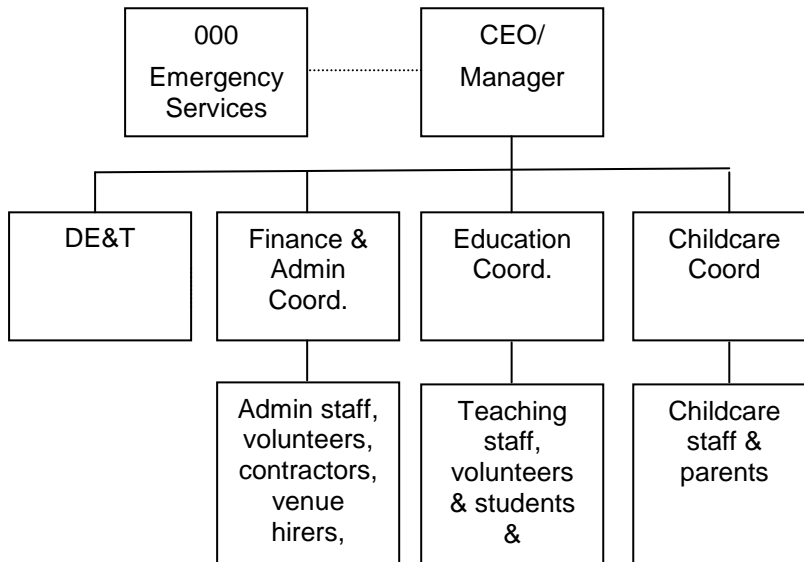 000
Emergency
Services
CEO/
Manager
DE&T
Finance &
Admin
Coord.
Education
Coord.
Childcare
Coord
Admin staff,
volunteers,
contractors,
venue
hirers,
Teaching
staff,
volunteers
& students
&
Childcare
staff &
parents